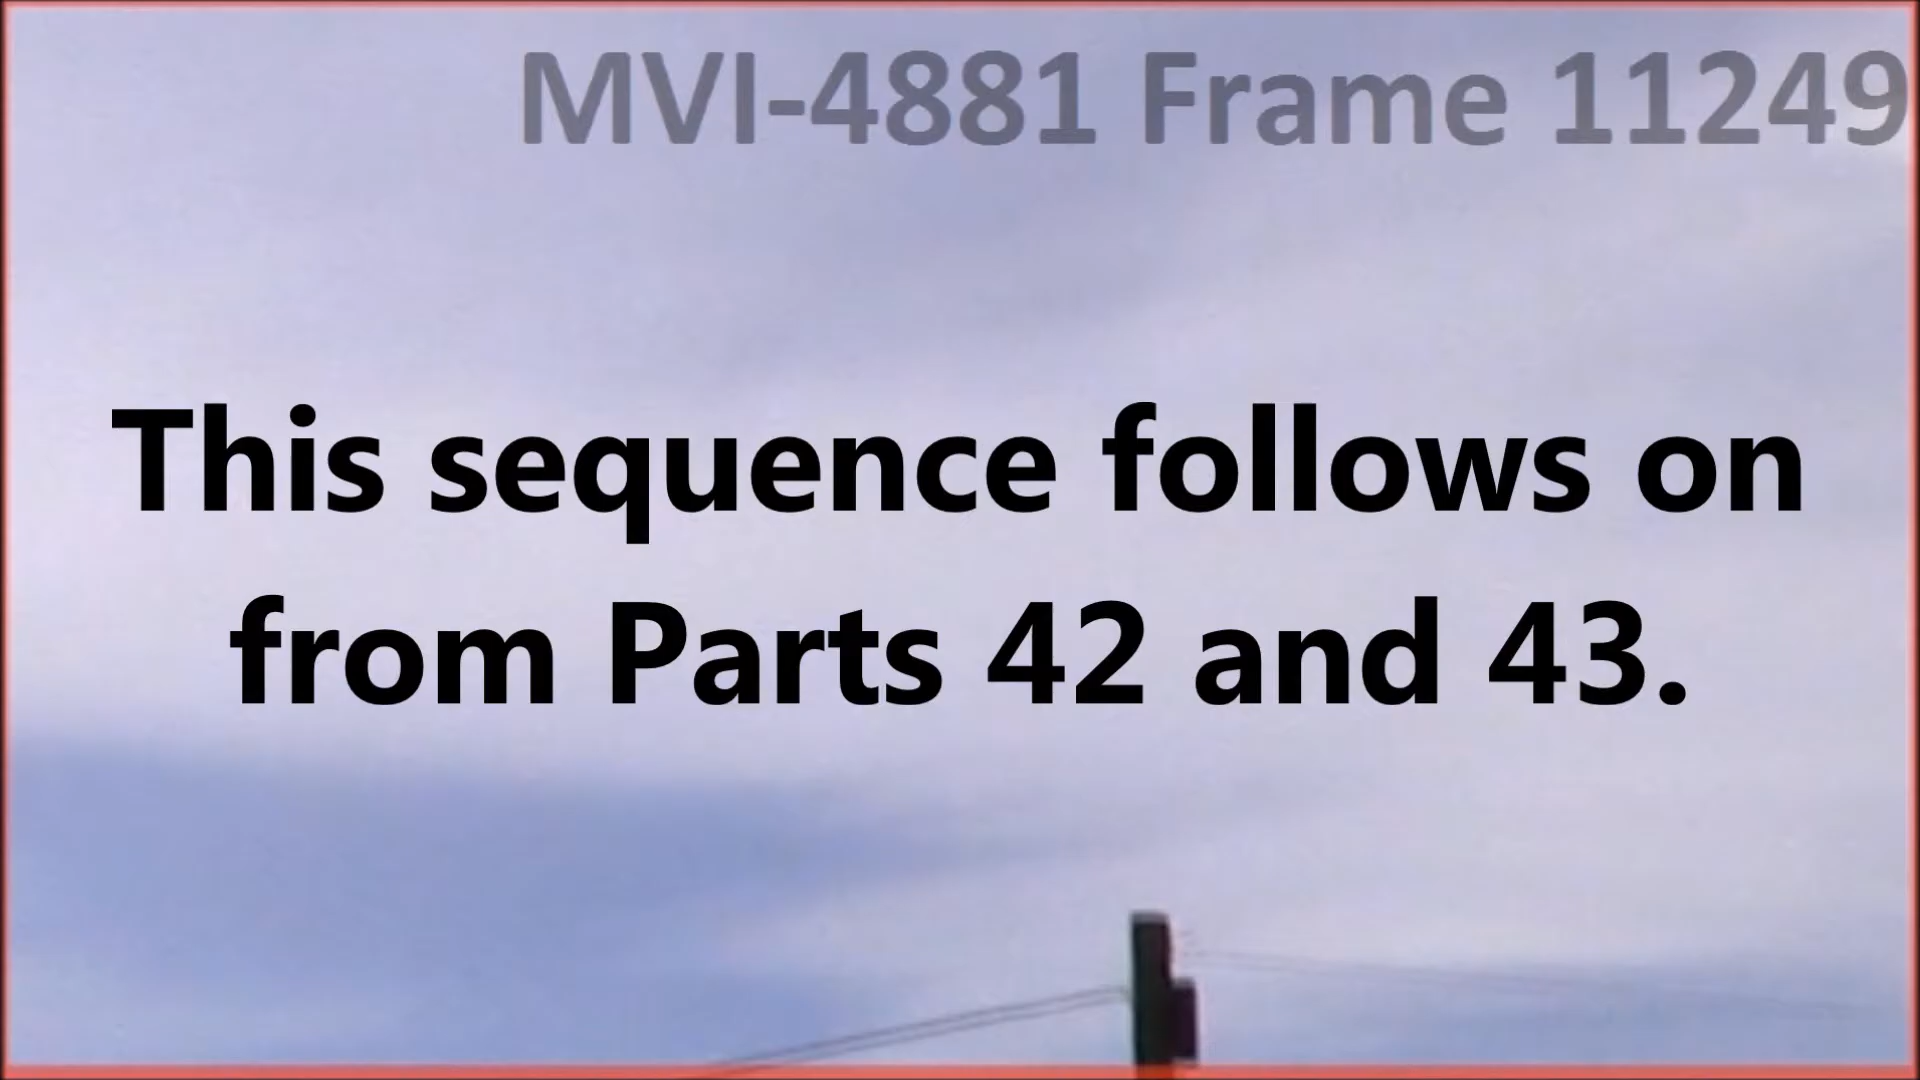 MVI-4881 Frame 11249
This sequence follows on
from Parts 42 and 43.